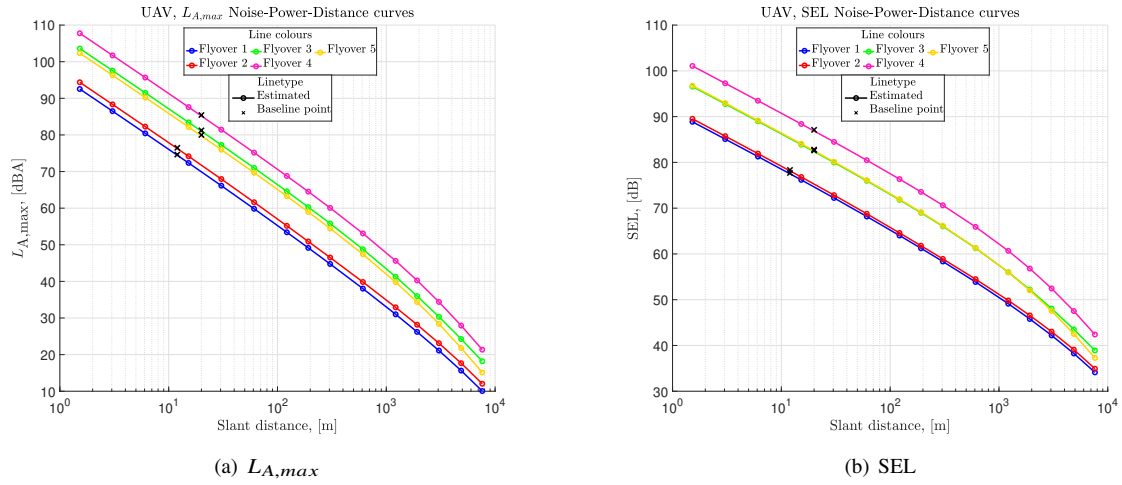 UAV, L_{A,max} Noise-Power-Distance curves
Line colours
Flyover 1 Flyover 3 Flyover 5
Flyover 2 Flyover 4
Linetype
Estimated
Baseline point
110
100
90
80
70
60
50
40
30
20
10
L_{A,max}, [dBA]
10^0 10^1 10^2 10^3 10^4
Slant distance, [m]
(a) L_{A,max}
UAV, SEL Noise-Power-Distance curves
Line colours
Flyover 1 Flyover 3 Flyover 5
Flyover 2 Flyover 4
Linetype
Estimated
Baseline point
110
100
90
80
70
60
50
40
30
SEL, [dB]
10^0 10^1 10^2 10^3 10^4
Slant distance, [m]
(b) SEL